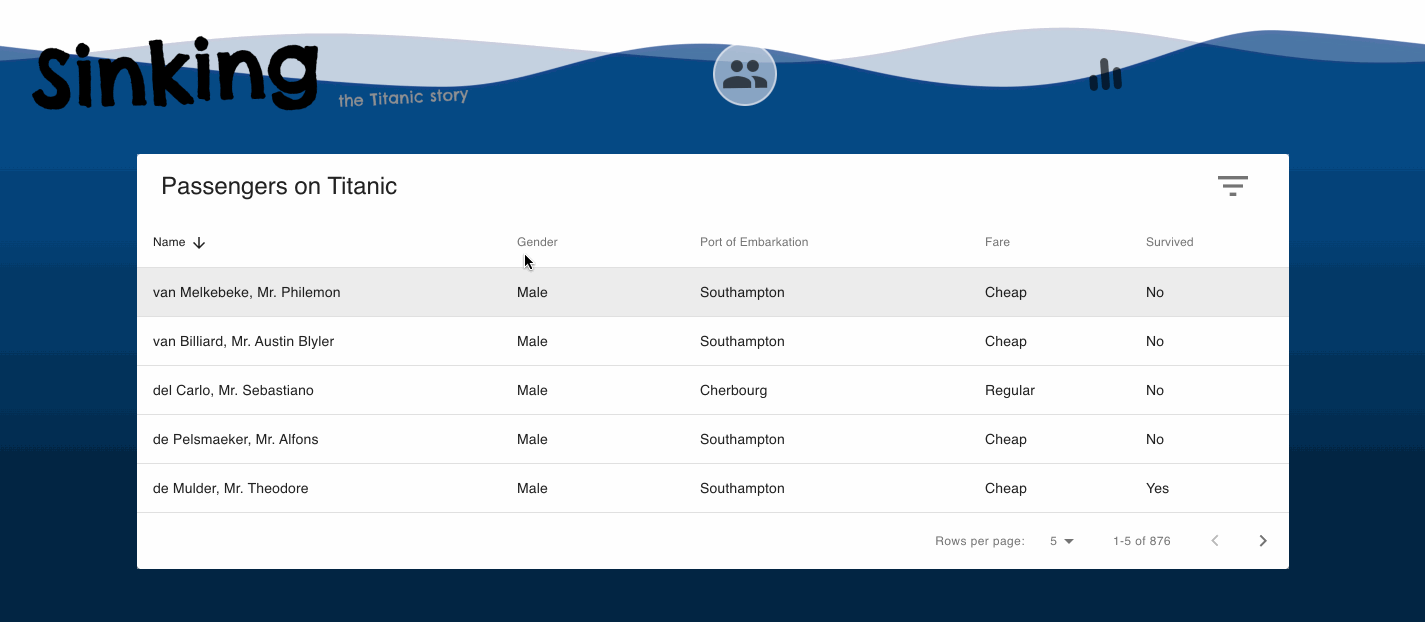 Sinking
the Titanic story
Passengers on Titanic
Name Gender Port of Embarkation Fare Survived
van Melkebeke, Mr. Philemon Male Southampton Cheap No
van Billiard, Mr. Austin Blyler Male Southampton Cheap No
del Carlo, Mr. Sebastiano Male Cherbourg Regular No
de Pelsmaeker, Mr. Alfons Male Southampton Cheap No
de Mulder, Mr. Theodore Male Southampton Cheap Yes
Rows per page: 5 1-5 of 876